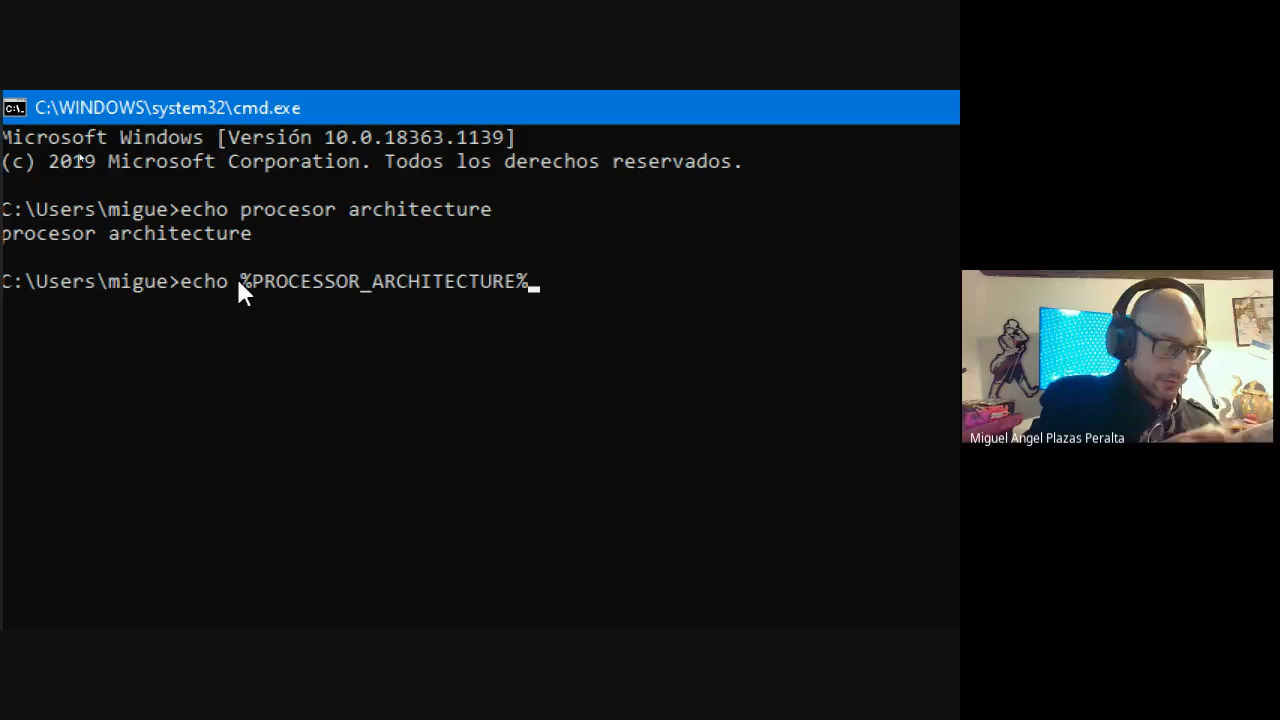 C:\WINDOWS\system32\cmd.exe
Microsoft Windows [Versión 10.0.18363.1139]
(c) 2019 Microsoft Corporation. Todos los derechos reservados.
C:\Users\migue>echo procesor architecture
procesor architecture
C:\Users\migue>echo %PROCESSOR_ARCHITECTURE%
Miguel Angel Plazas Peralta